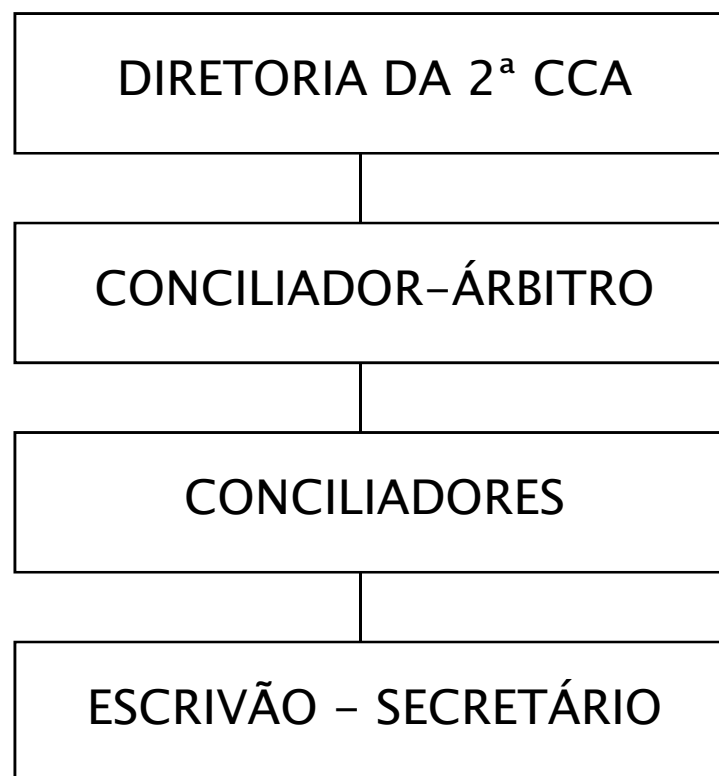 DIRETORIA DA 2ª CCA
CONCILIADOR-ÁRBITRO
CONCILIADORES
ESCRIVÃO - SECRETÁRIO